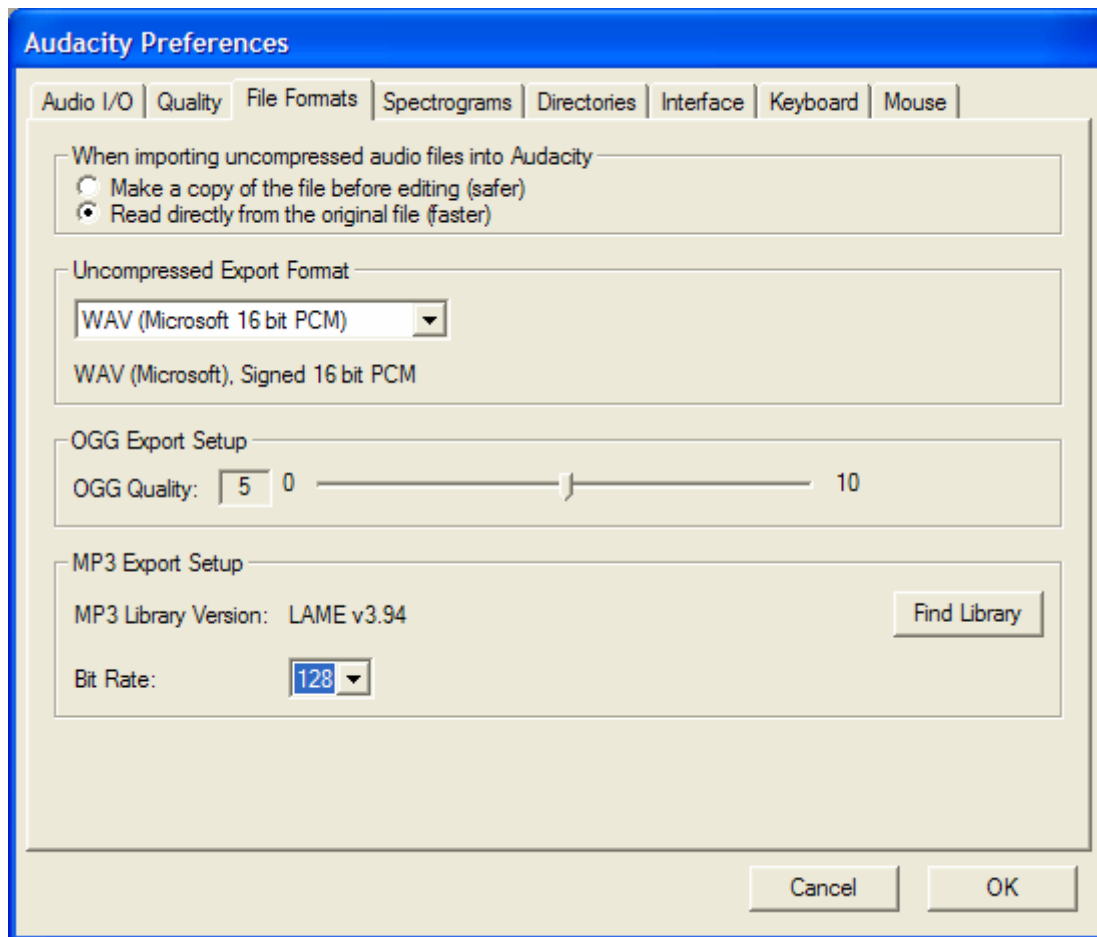 Audacity Preferences
Audio I/O Quality File Formats Spectrograms Directories Interface Keyboard Mouse
When importing uncompressed audio files into Audacity
Make a copy of the file before editing (safer)
Read directly from the original file (faster)
Uncompressed Export Format
WAV (Microsoft 16 bit PCM)
WAV (Microsoft), Signed 16 bit PCM
OGG Export Setup
OGG Quality: 5 0 10
MP3 Export Setup
MP3 Library Version: LAME v3.94 Find Library
Bit Rate: 128
Cancel OK